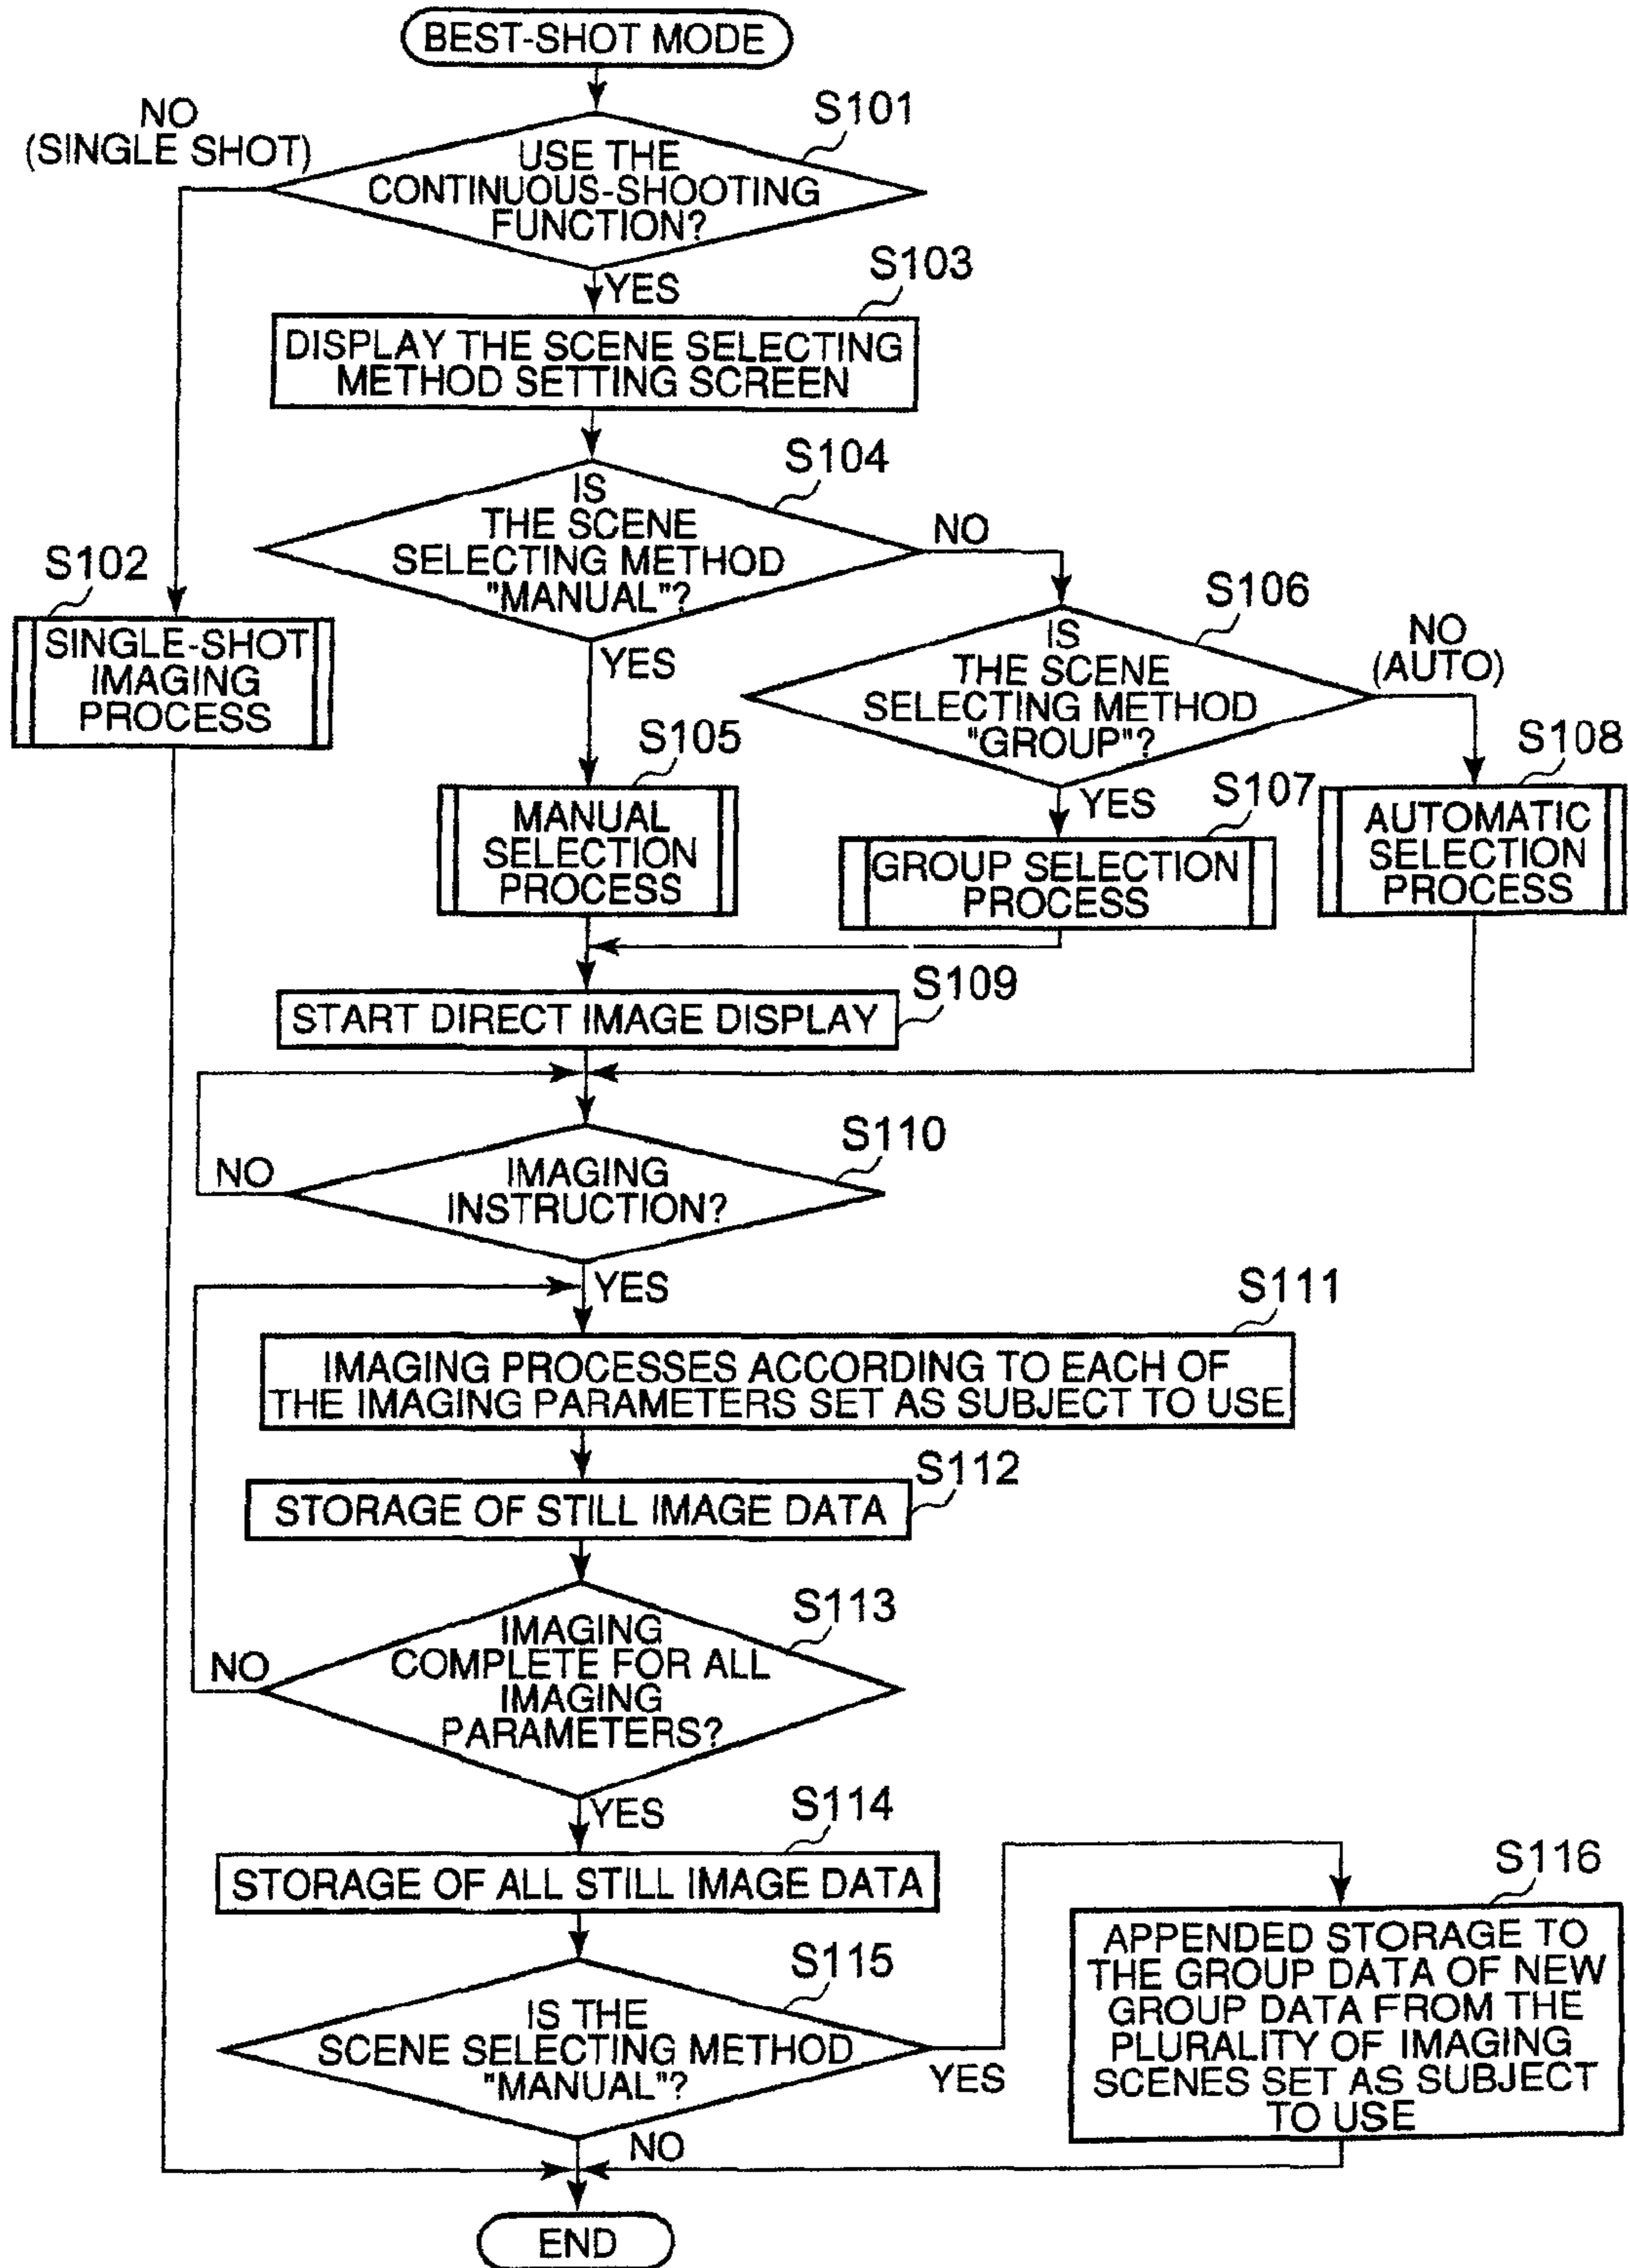 BEST-SHOT MODE
NO
(SINGLE SHOT)
S101
USE THE
CONTINUOUS-SHOOTING
FUNCTION?
YES
S103
DISPLAY THE SCENE SELECTING
METHOD SETTING SCREEN
S104
IS
THE SCENE
SELECTING METHOD
"MANUAL"?
NO
YES
S102
SINGLE-SHOT
IMAGING
PROCESS
S106
IS
THE SCENE
SELECTING METHOD
"GROUP"?
NO
(AUTO)
YES
S105
MANUAL
SELECTION
PROCESS
S107
GROUP SELECTION
PROCESS
S108
AUTOMATIC
SELECTION
PROCESS
S109
START DIRECT IMAGE DISPLAY
S110
IMAGING
INSTRUCTION?
NO
YES
S111
IMAGING PROCESSES ACCORDING TO EACH OF
THE IMAGING PARAMETERS SET AS SUBJECT TO USE
S112
STORAGE OF STILL IMAGE DATA
S113
IMAGING
COMPLETE FOR ALL
IMAGING
PARAMETERS?
NO
YES
S114
STORAGE OF ALL STILL IMAGE DATA
S115
IS THE
SCENE SELECTING METHOD
"MANUAL"?
YES
NO
S116
APPENDED STORAGE TO
THE GROUP DATA OF NEW
GROUP DATA FROM THE
PLURALITY OF IMAGING
SCENES SET AS SUBJECT
TO USE
END